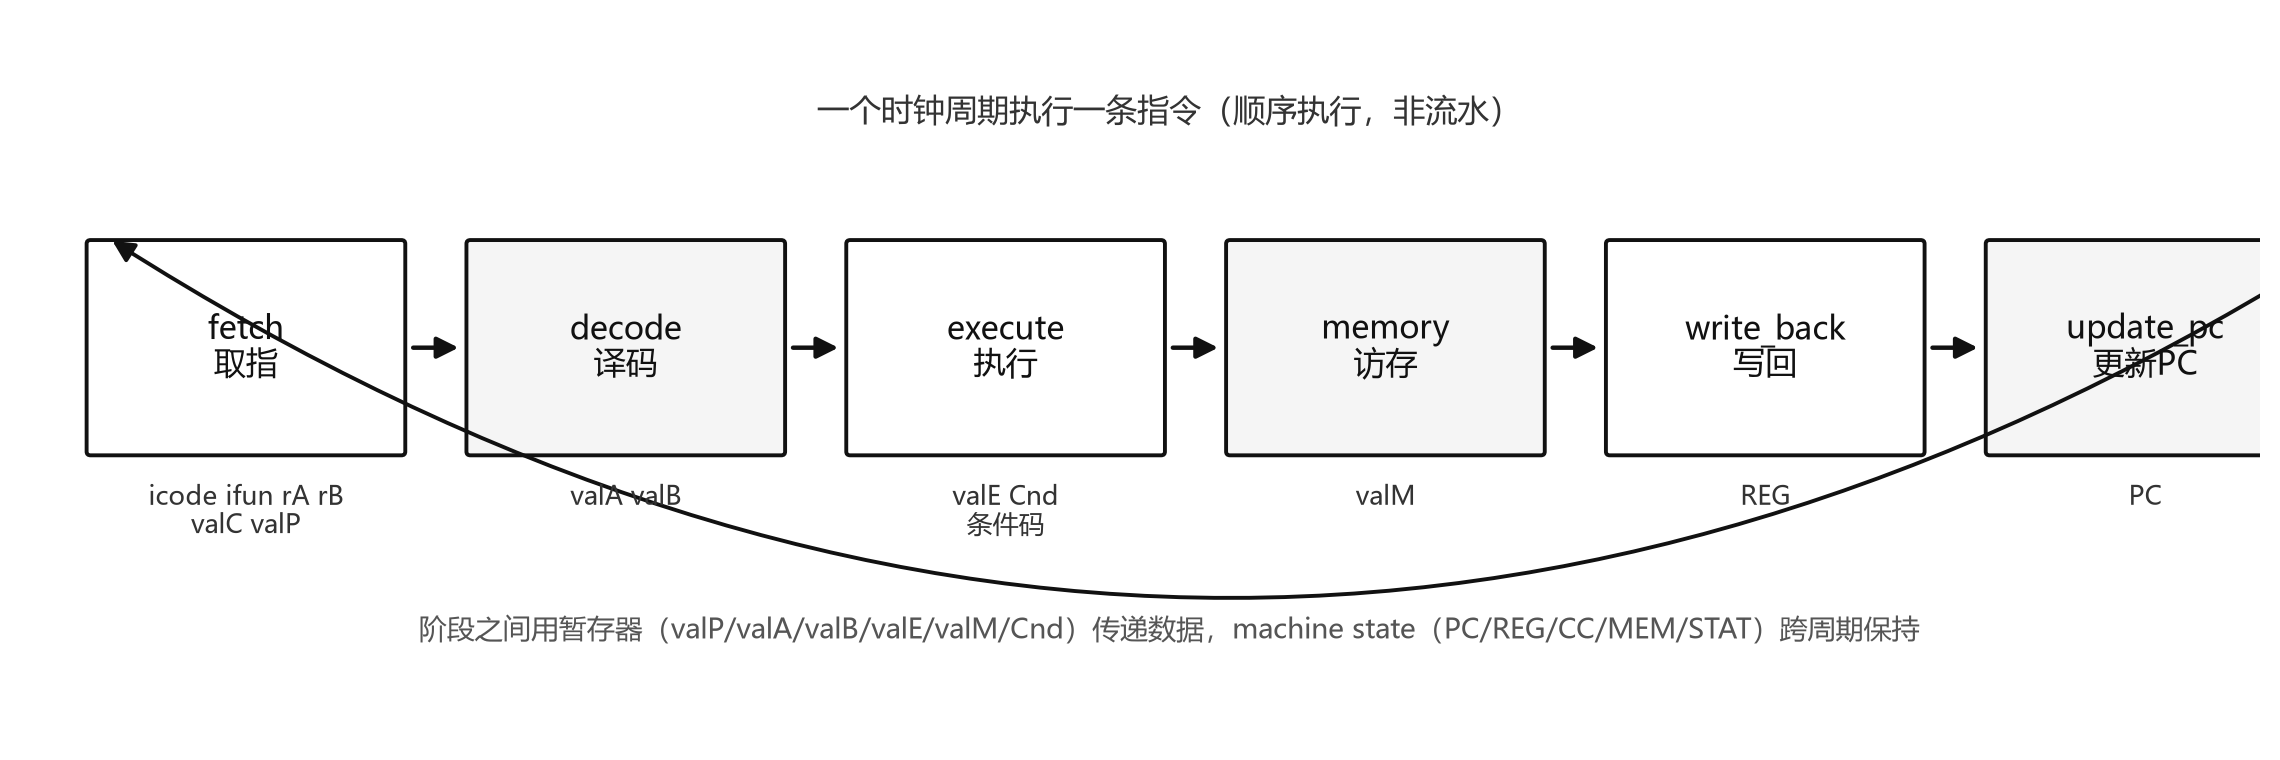 一个时钟周期执行一条指令（顺序执行，非流水）
fetch
取指
decode
译码
execute
执行
memory
访存
write_back
写回
update_pc
更新PC
icode ifun rA rB
valC valP
valA valB
valE Cnd
条件码
valM
REG
PC
阶段之间用暂存器（valP/valA/valB/valE/valM/Cnd）传递数据，machine state（PC/REG/CC/MEM/STAT）跨周期保持